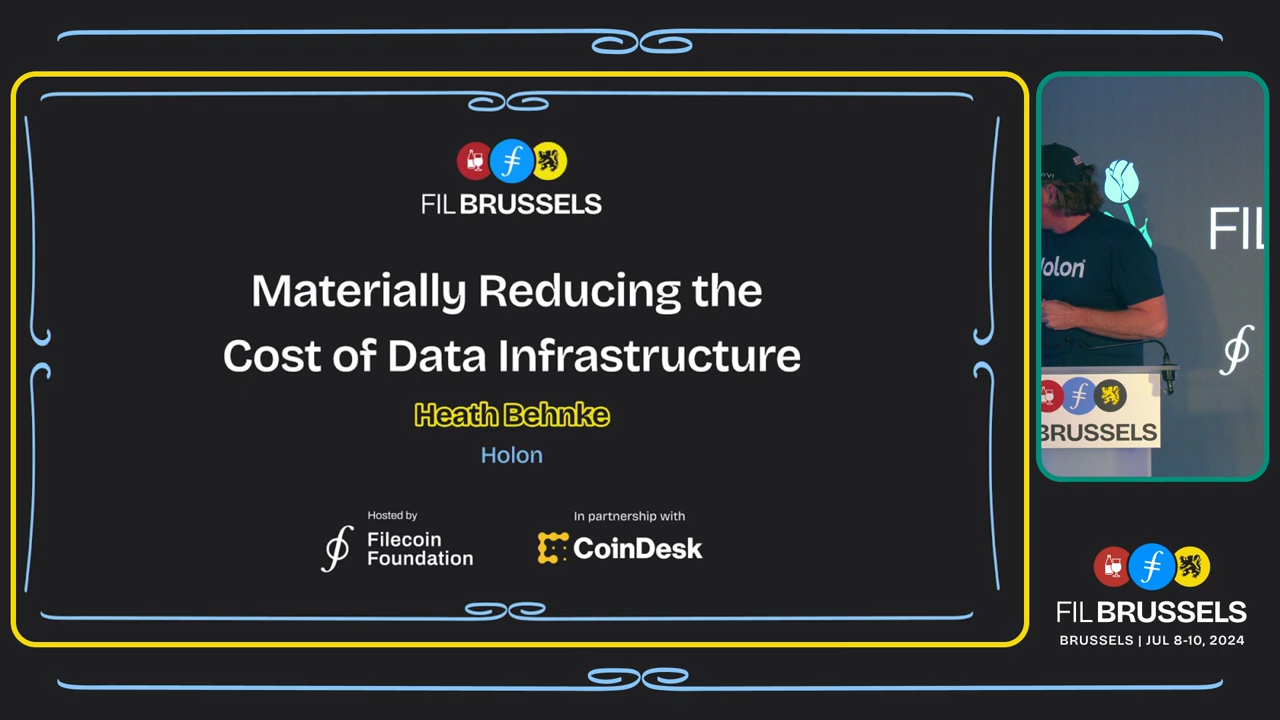 FIL BRUSSELS
Materially Reducing the
Cost of Data Infrastructure
Heath Behnke
Holon
Hosted by
Filecoin
Foundation
In partnership with
CoinDesk
FIL
Holon
BRUSSELS
FIL BRUSSELS
BRUSSELS | JUL 8-10, 2024